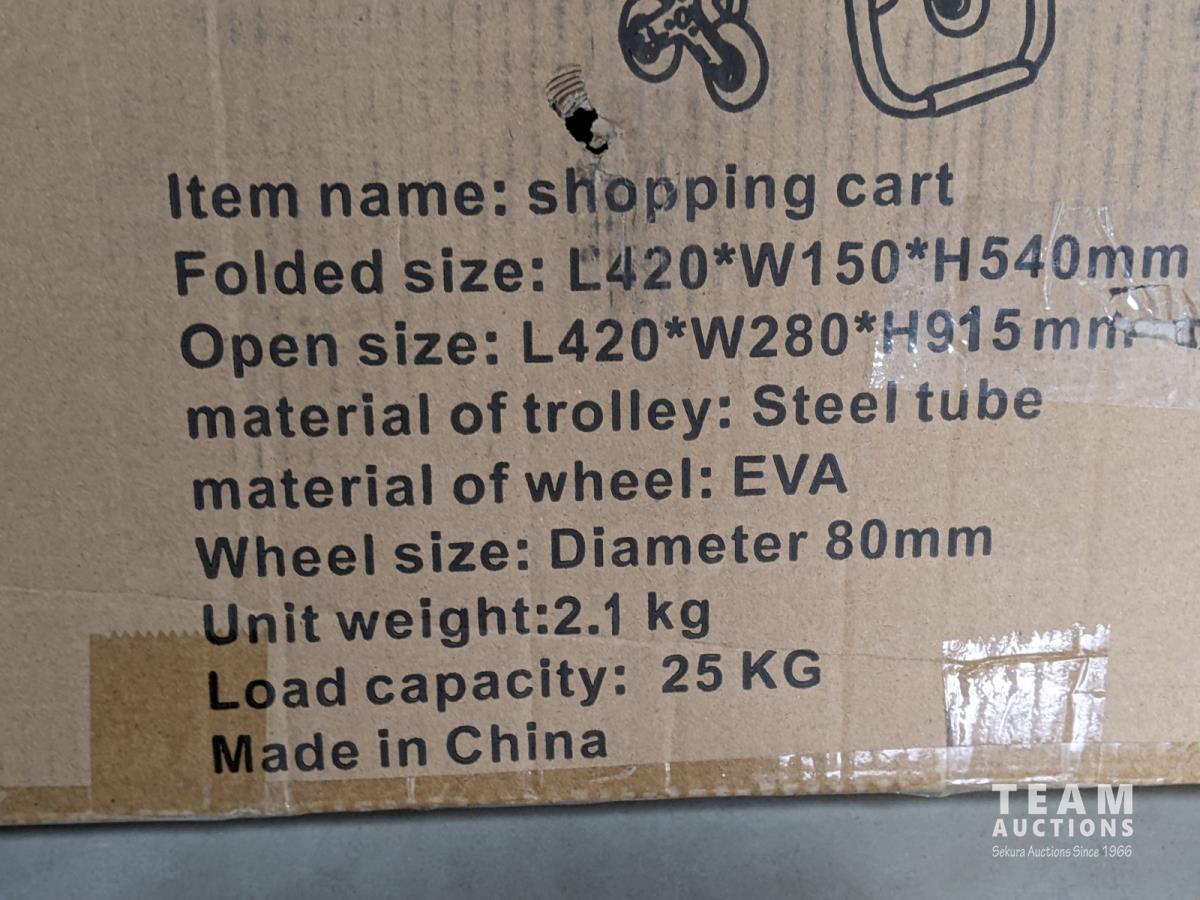 Item name: shopping cart
Folded size: L420*W150*H540mm
Open size: L420*W280*H915mm
material of trolley: Steel tube
material of wheel: EVA
Wheel size: Diameter 80mm
Unit weight:2.1 kg
Load capacity: 25 KG
Made in China
TEAM
AUCTIONS
Sekura Auctions Since 1966